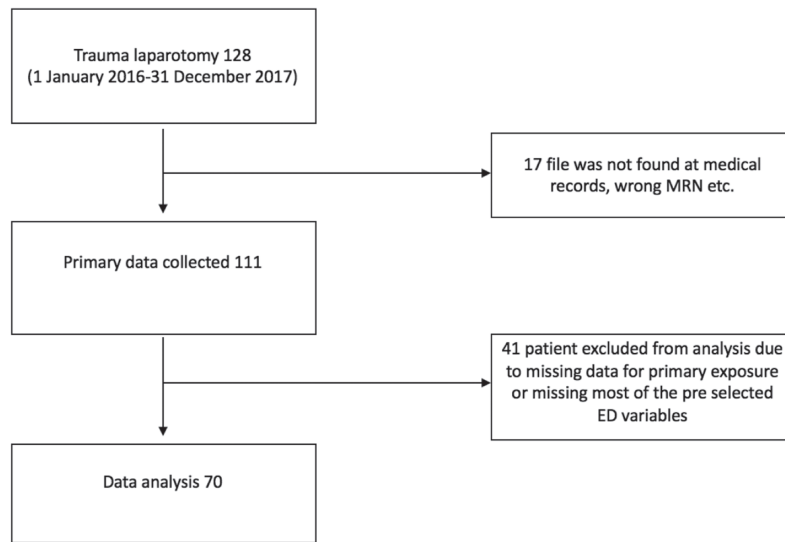 Trauma laparotomy 128
(1 January 2016-31 December 2017)
17 file was not found at medical
records, wrong MRN etc.
Primary data collected 111
41 patient excluded from analysis due
to missing data for primary exposure
or missing most of the pre selected
ED variables
Data analysis 70